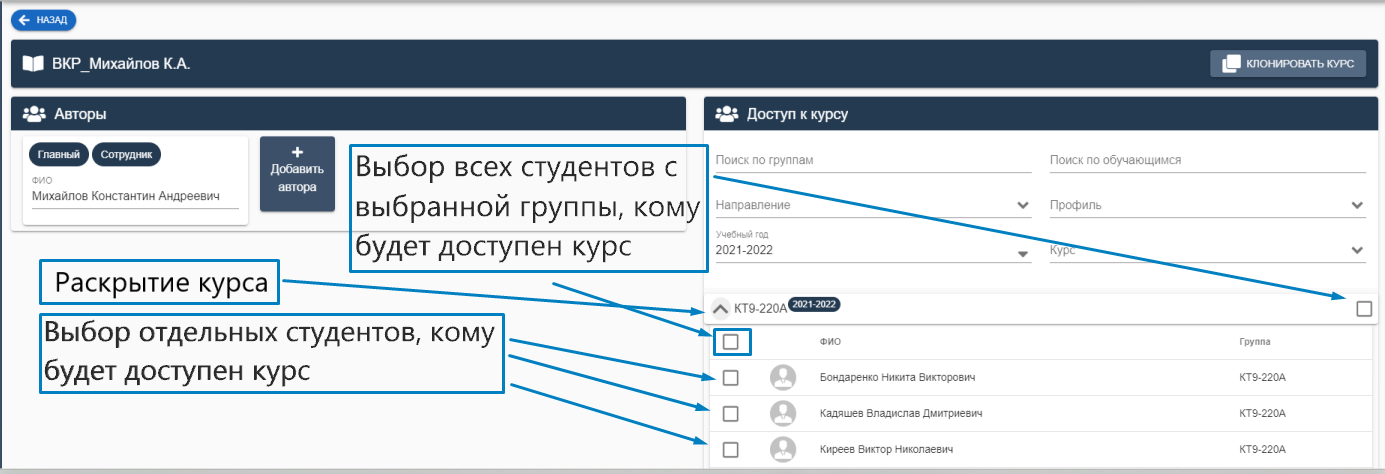 НАЗАД
ВКР_Михайлов К.А.
КЛОНИРОВАТЬ КУРС
Авторы
Главный
Сотрудник
ФИО
Михайлов Константин Андреевич
Добавить
автора
Выбор всех студентов с
выбранной группы, кому
будет доступен курс
Раскрытие курса
Выбор отдельных студентов, кому
будет доступен курс
Доступ к курсу
Поиск по группам
Поиск по обучающимся
Направление
Профиль
Учебный год
2021-2022
Курс
КТ9-220А
2021-2022
ФИО
Группа
Бондаренко Никита Викторович
КТ9-220А
Кадяшев Владислав Дмитриевич
КТ9-220А
Киреев Виктор Николаевич
КТ9-220А